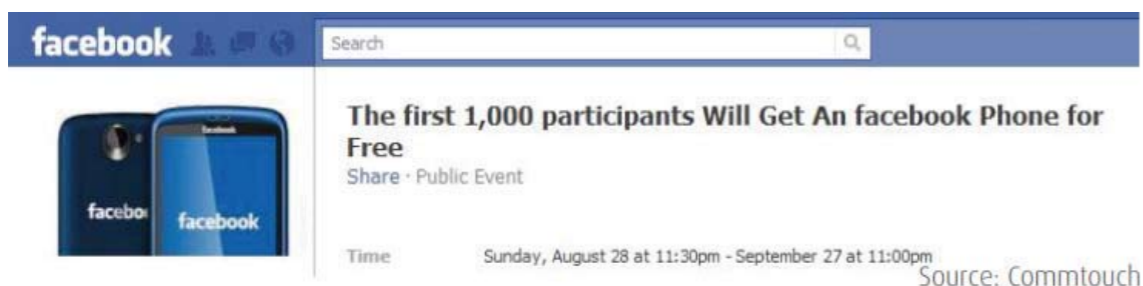 facebook
Search
facebook
facebo
facebook
The first 1,000 participants Will Get An facebook Phone for
Free
Share · Public Event
Time Sunday, August 28 at 11:30pm - September 27 at 11:00pm
Source: Commtouch